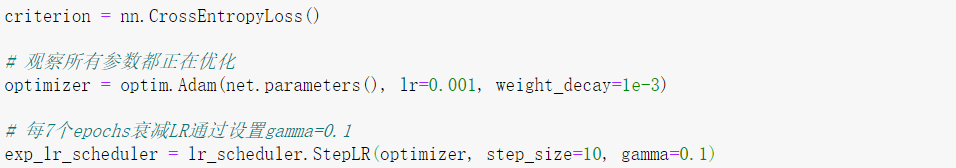 criterion = nn.CrossEntropyLoss()
# 观察所有参数都正在优化
optimizer = optim.Adam(net.parameters(), lr=0.001, weight_decay=1e-3)
# 每7个epochs衰减LR通过设置gamma=0.1
exp_lr_scheduler = lr_scheduler.StepLR(optimizer, step_size=10, gamma=0.1)